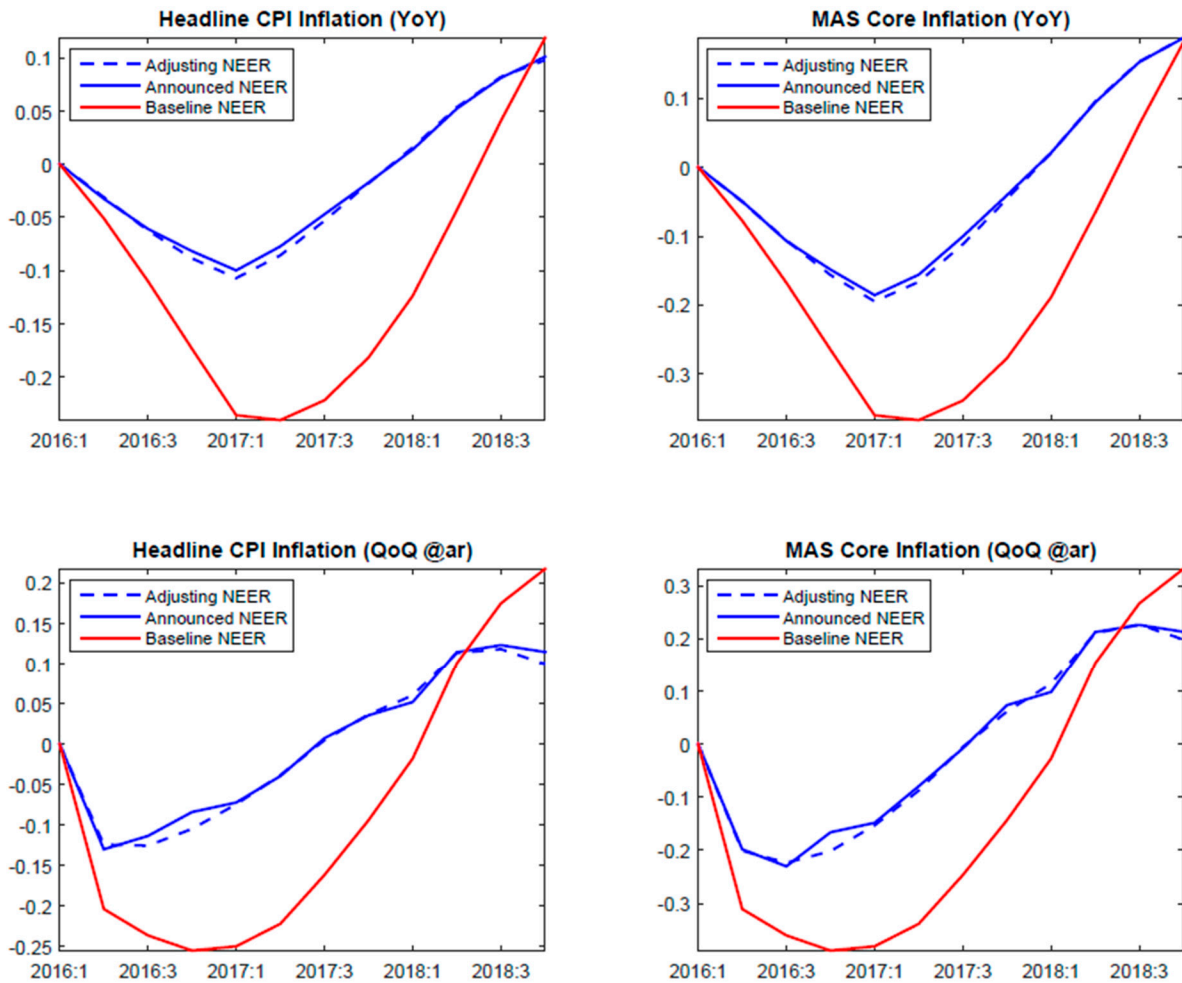 Headline CPI Inflation (YoY)
Adjusting NEER
Announced NEER
Baseline NEER
0.1
0.05
0
-0.05
-0.1
-0.15
-0.2
2016:1 2016:3 2017:1 2017:3 2018:1 2018:3
MAS Core Inflation (YoY)
Adjusting NEER
Announced NEER
Baseline NEER
0.1
0
-0.1
-0.2
-0.3
2016:1 2016:3 2017:1 2017:3 2018:1 2018:3
Headline CPI Inflation (QoQ @ar)
Adjusting NEER
Announced NEER
Baseline NEER
0.2
0.15
0.1
0.05
0
-0.05
-0.1
-0.15
-0.2
-0.25
2016:1 2016:3 2017:1 2017:3 2018:1 2018:3
MAS Core Inflation (QoQ @ar)
Adjusting NEER
Announced NEER
Baseline NEER
0.3
0.2
0.1
0
-0.1
-0.2
-0.3
2016:1 2016:3 2017:1 2017:3 2018:1 2018:3